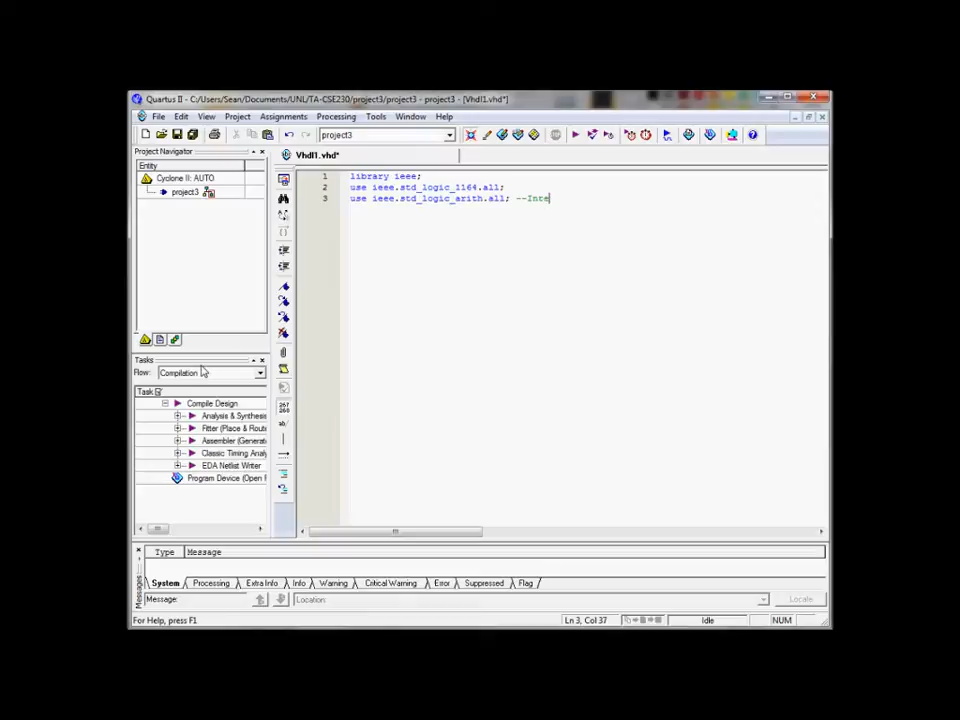 Quartus II - C:/Users/Sean/Documents/UNL/TA-CSE230/project3/project3 - project3 - [Vhdl1.vhd*]
File Edit View Project Assignments Processing Tools Window Help
project3
Project Navigator
Entity
Cyclone II: AUTO
project3
Vhdl1.vhd*
1 library ieee;
2 use ieee.std_logic_1164.all;
3 use ieee.std_logic_arith.all; --Inte
Tasks
Flow: Compilation
Task
Compile Design
Analysis & Synthesis
Fitter (Place & Route
Assembler (Generat
Classic Timing Analy
EDA Netlist Writer
Program Device (Open P
267
268
ab/
Type Message
System Processing Extra Info Info Warning Critical Warning Error Suppressed Flag
Messages
Message: Location: Locate
For Help, press F1 Ln 3, Col 37 Idle NUM